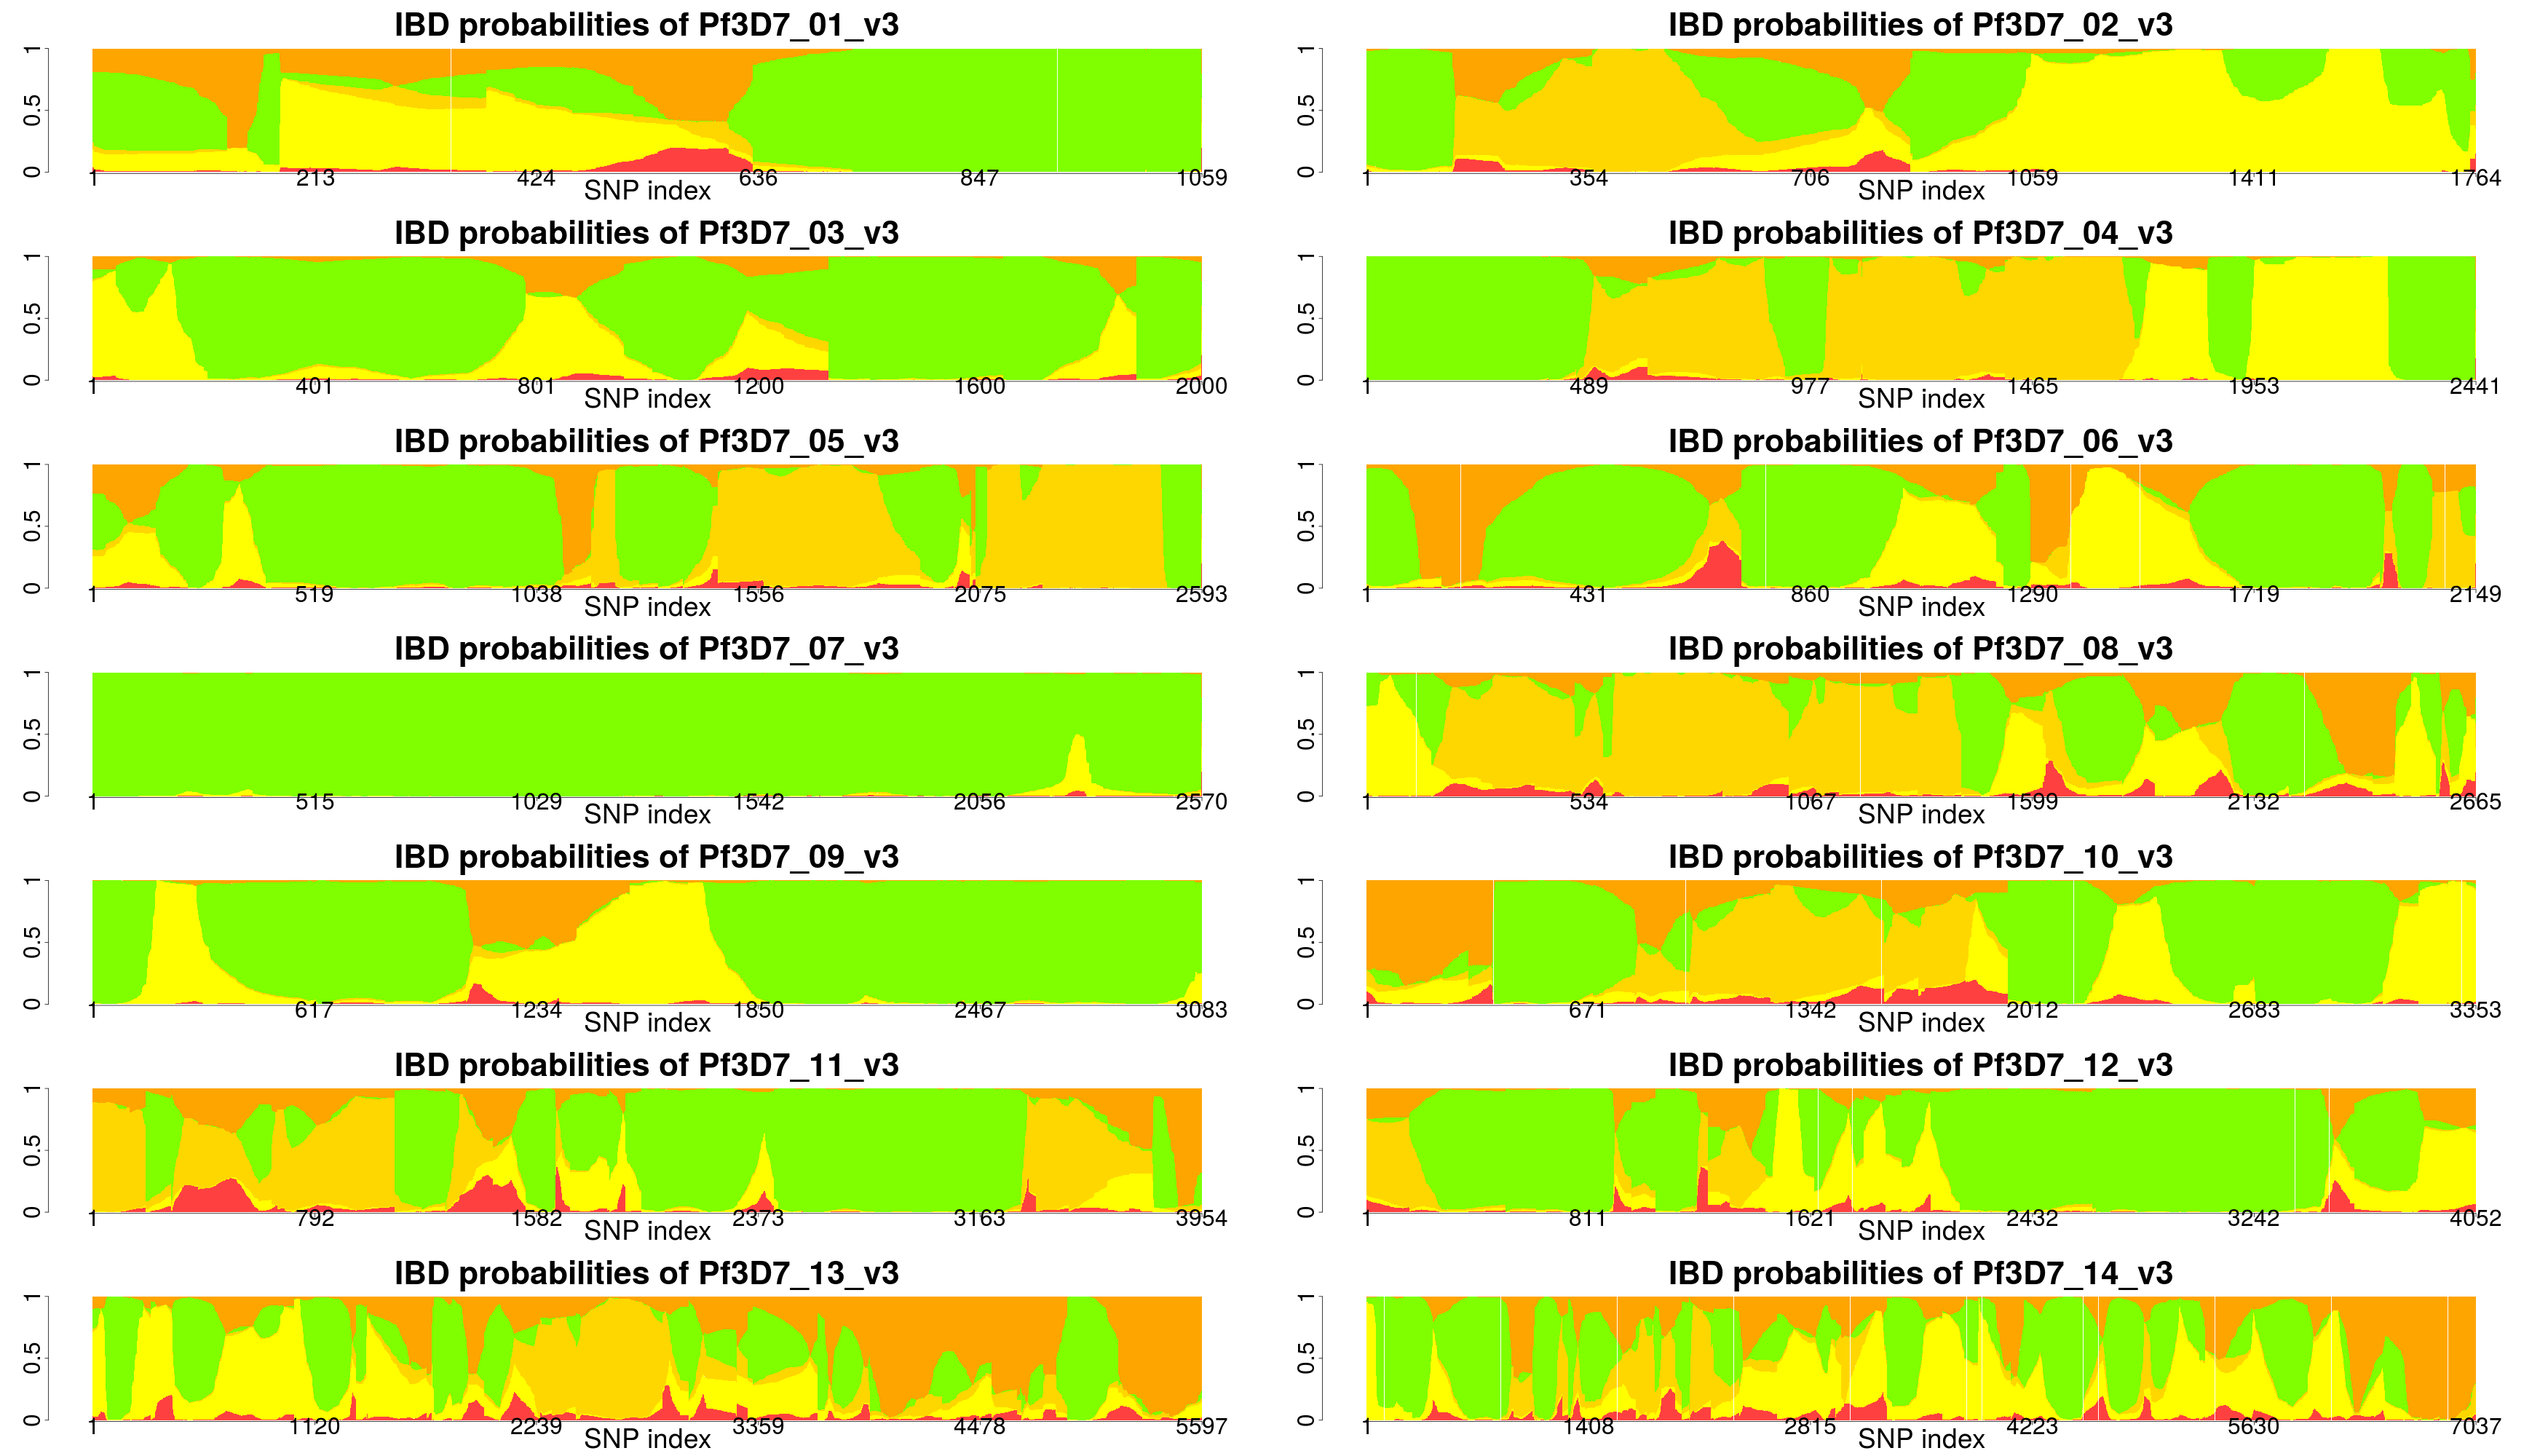 IBD probabilities of Pf3D7_01_v3
0 0.5 1
1 213 424 636 847 1059
SNP index
IBD probabilities of Pf3D7_02_v3
0 0.5 1
1 354 706 1059 1411 1764
SNP index
IBD probabilities of Pf3D7_03_v3
0 0.5 1
1 401 801 1200 1600 2000
SNP index
IBD probabilities of Pf3D7_04_v3
0 0.5 1
1 489 977 1465 1953 2441
SNP index
IBD probabilities of Pf3D7_05_v3
0 0.5 1
1 519 1038 1556 2075 2593
SNP index
IBD probabilities of Pf3D7_06_v3
0 0.5 1
1 431 860 1290 1719 2149
SNP index
IBD probabilities of Pf3D7_07_v3
0 0.5 1
1 515 1029 1542 2056 2570
SNP index
IBD probabilities of Pf3D7_08_v3
0 0.5 1
1 534 1067 1599 2132 2665
SNP index
IBD probabilities of Pf3D7_09_v3
0 0.5 1
1 617 1234 1850 2467 3083
SNP index
IBD probabilities of Pf3D7_10_v3
0 0.5 1
1 671 1342 2012 2683 3353
SNP index
IBD probabilities of Pf3D7_11_v3
0 0.5 1
1 792 1582 2373 3163 3954
SNP index
IBD probabilities of Pf3D7_12_v3
0 0.5 1
1 811 1621 2432 3242 4052
SNP index
IBD probabilities of Pf3D7_13_v3
0 0.5 1
1 1120 2239 3359 4478 5597
SNP index
IBD probabilities of Pf3D7_14_v3
0 0.5 1
1 1408 2815 4223 5630 7037
SNP index